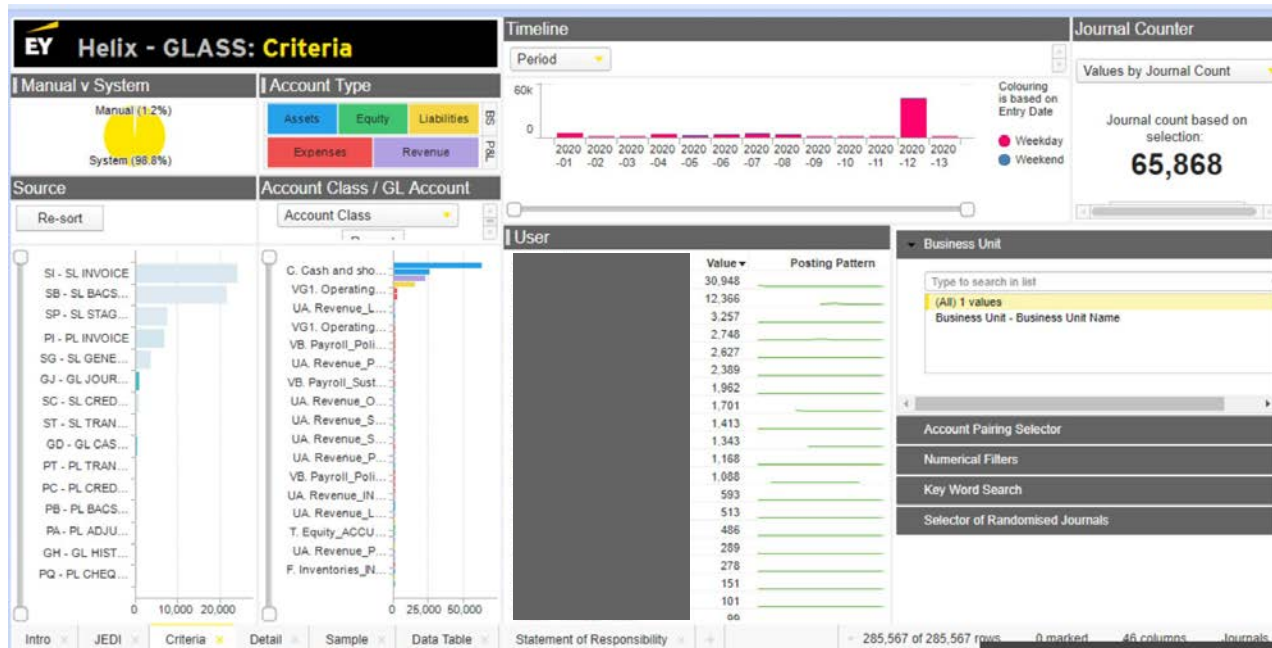 EY Helix - GLASS: Criteria
Manual v System
Manual (1.2%)
System (98.8%)
Account Type
Assets
Equity
Liabilities
BS
Expenses
Revenue
P&L
Source
Re-sort
SI - SL INVOICE
SB - SL BACS...
SP - SL STAG...
PI - PL INVOICE
SG - SL GENE...
GJ - GL JOUR...
SC - SL CRED...
ST - SL TRAN...
GD - GL CAS...
PT - PL TRAN...
PC - PL CRED...
PB - PL BACS...
PA - PL ADJU...
GH - GL HIST...
PQ - PL CHEQ...
0 10,000 20,000
Account Class / GL Account
Account Class
C. Cash and sho...
VG1. Operating...
UA. Revenue_L...
VG1. Operating...
VB. Payroll_Poli...
UA. Revenue_P...
VB. Payroll_Sust...
UA. Revenue_O...
UA. Revenue_S...
UA. Revenue_S...
UA. Revenue_P...
VB. Payroll_Poli...
UA. Revenue_IN...
UA. Revenue_L...
T. Equity_ACCU...
UA. Revenue_P...
F. Inventories_IN...
0 25,000 50,000
Timeline
Period
60k
0
2020 -01
2020 -02
2020 -03
2020 -04
2020 -05
2020 -06
2020 -07
2020 -08
2020 -09
2020 -10
2020 -11
2020 -12
2020 -13
Colouring
is based on
Entry Date
Weekday
Weekend
Journal Counter
Values by Journal Count
Journal count based on
selection:
65,868
User
Value Posting Pattern
30,948
12,366
3,257
2,748
2,627
2,389
1,962
1,701
1,413
1,343
1,168
1,088
593
513
486
289
278
151
101
99
Business Unit
Type to search in list
(All) 1 values
Business Unit - Business Unit Name
Account Pairing Selector
Numerical Filters
Key Word Search
Selector of Randomised Journals
Intro
JEDI
Criteria
Detail
Sample
Data Table
Statement of Responsibility
285,567 of 285,567 rows 0 marked 46 columns Journals